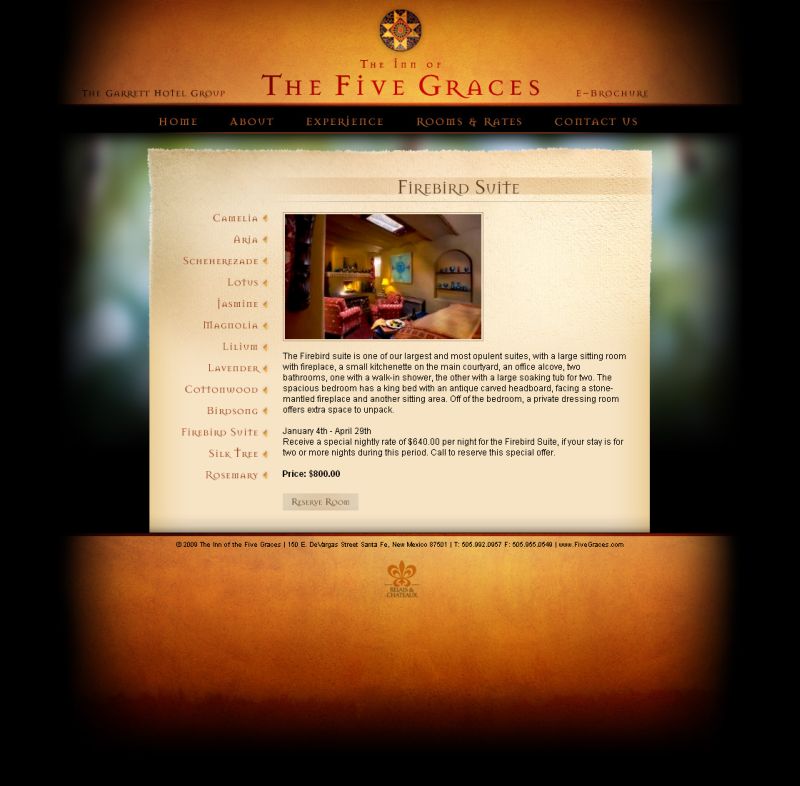 The Inn of
The Five Graces
The Garrett Hotel Group
E-Brochure
Home About Experience Rooms & Rates Contact Us
Firebird Suite
Camelia
Aria
Scheherezade
Lotus
Jasmine
Magnolia
Lilium
Lavender
Cottonwood
Birdsong
Firebird Suite
Silk Tree
Rosemary
The Firebird suite is one of our largest and most opulent suites, with a large sitting room
with fireplace, a small kitchenette on the main courtyard, an office alcove, two
bathrooms, one with a walk-in shower, the other with a large soaking tub for two. The
spacious bedroom has a king bed with an antique carved headboard, facing a stone-
mantled fireplace and another sitting area. Off of the bedroom, a private dressing room
offers extra space to unpack.
January 4th - April 29th
Receive a special nightly rate of $640.00 per night for the Firebird Suite, if your stay is for
two or more nights during this period. Call to reserve this special offer.
Price: $800.00
Reserve Room
© 2009 The Inn of the Five Graces | 150 E. DeVargas Street Santa Fe, New Mexico 87501 | T: 505.992.0957 F: 505.955.0549 | www.FiveGraces.com
Relais &
Chateaux